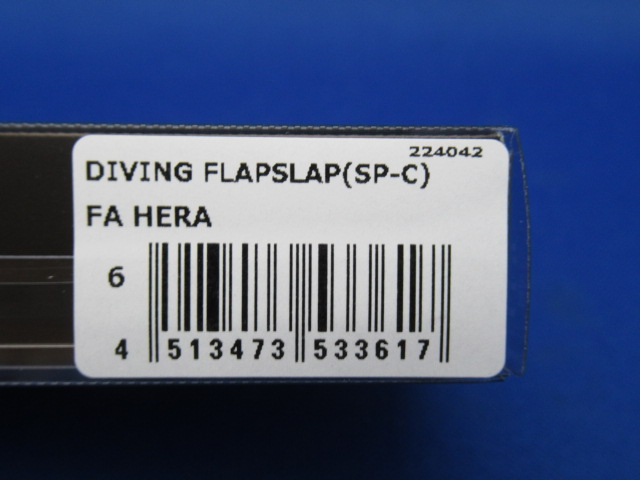 224042
DIVING FLAPSLAP(SP-C)
FA HERA
6
4 513473 533617